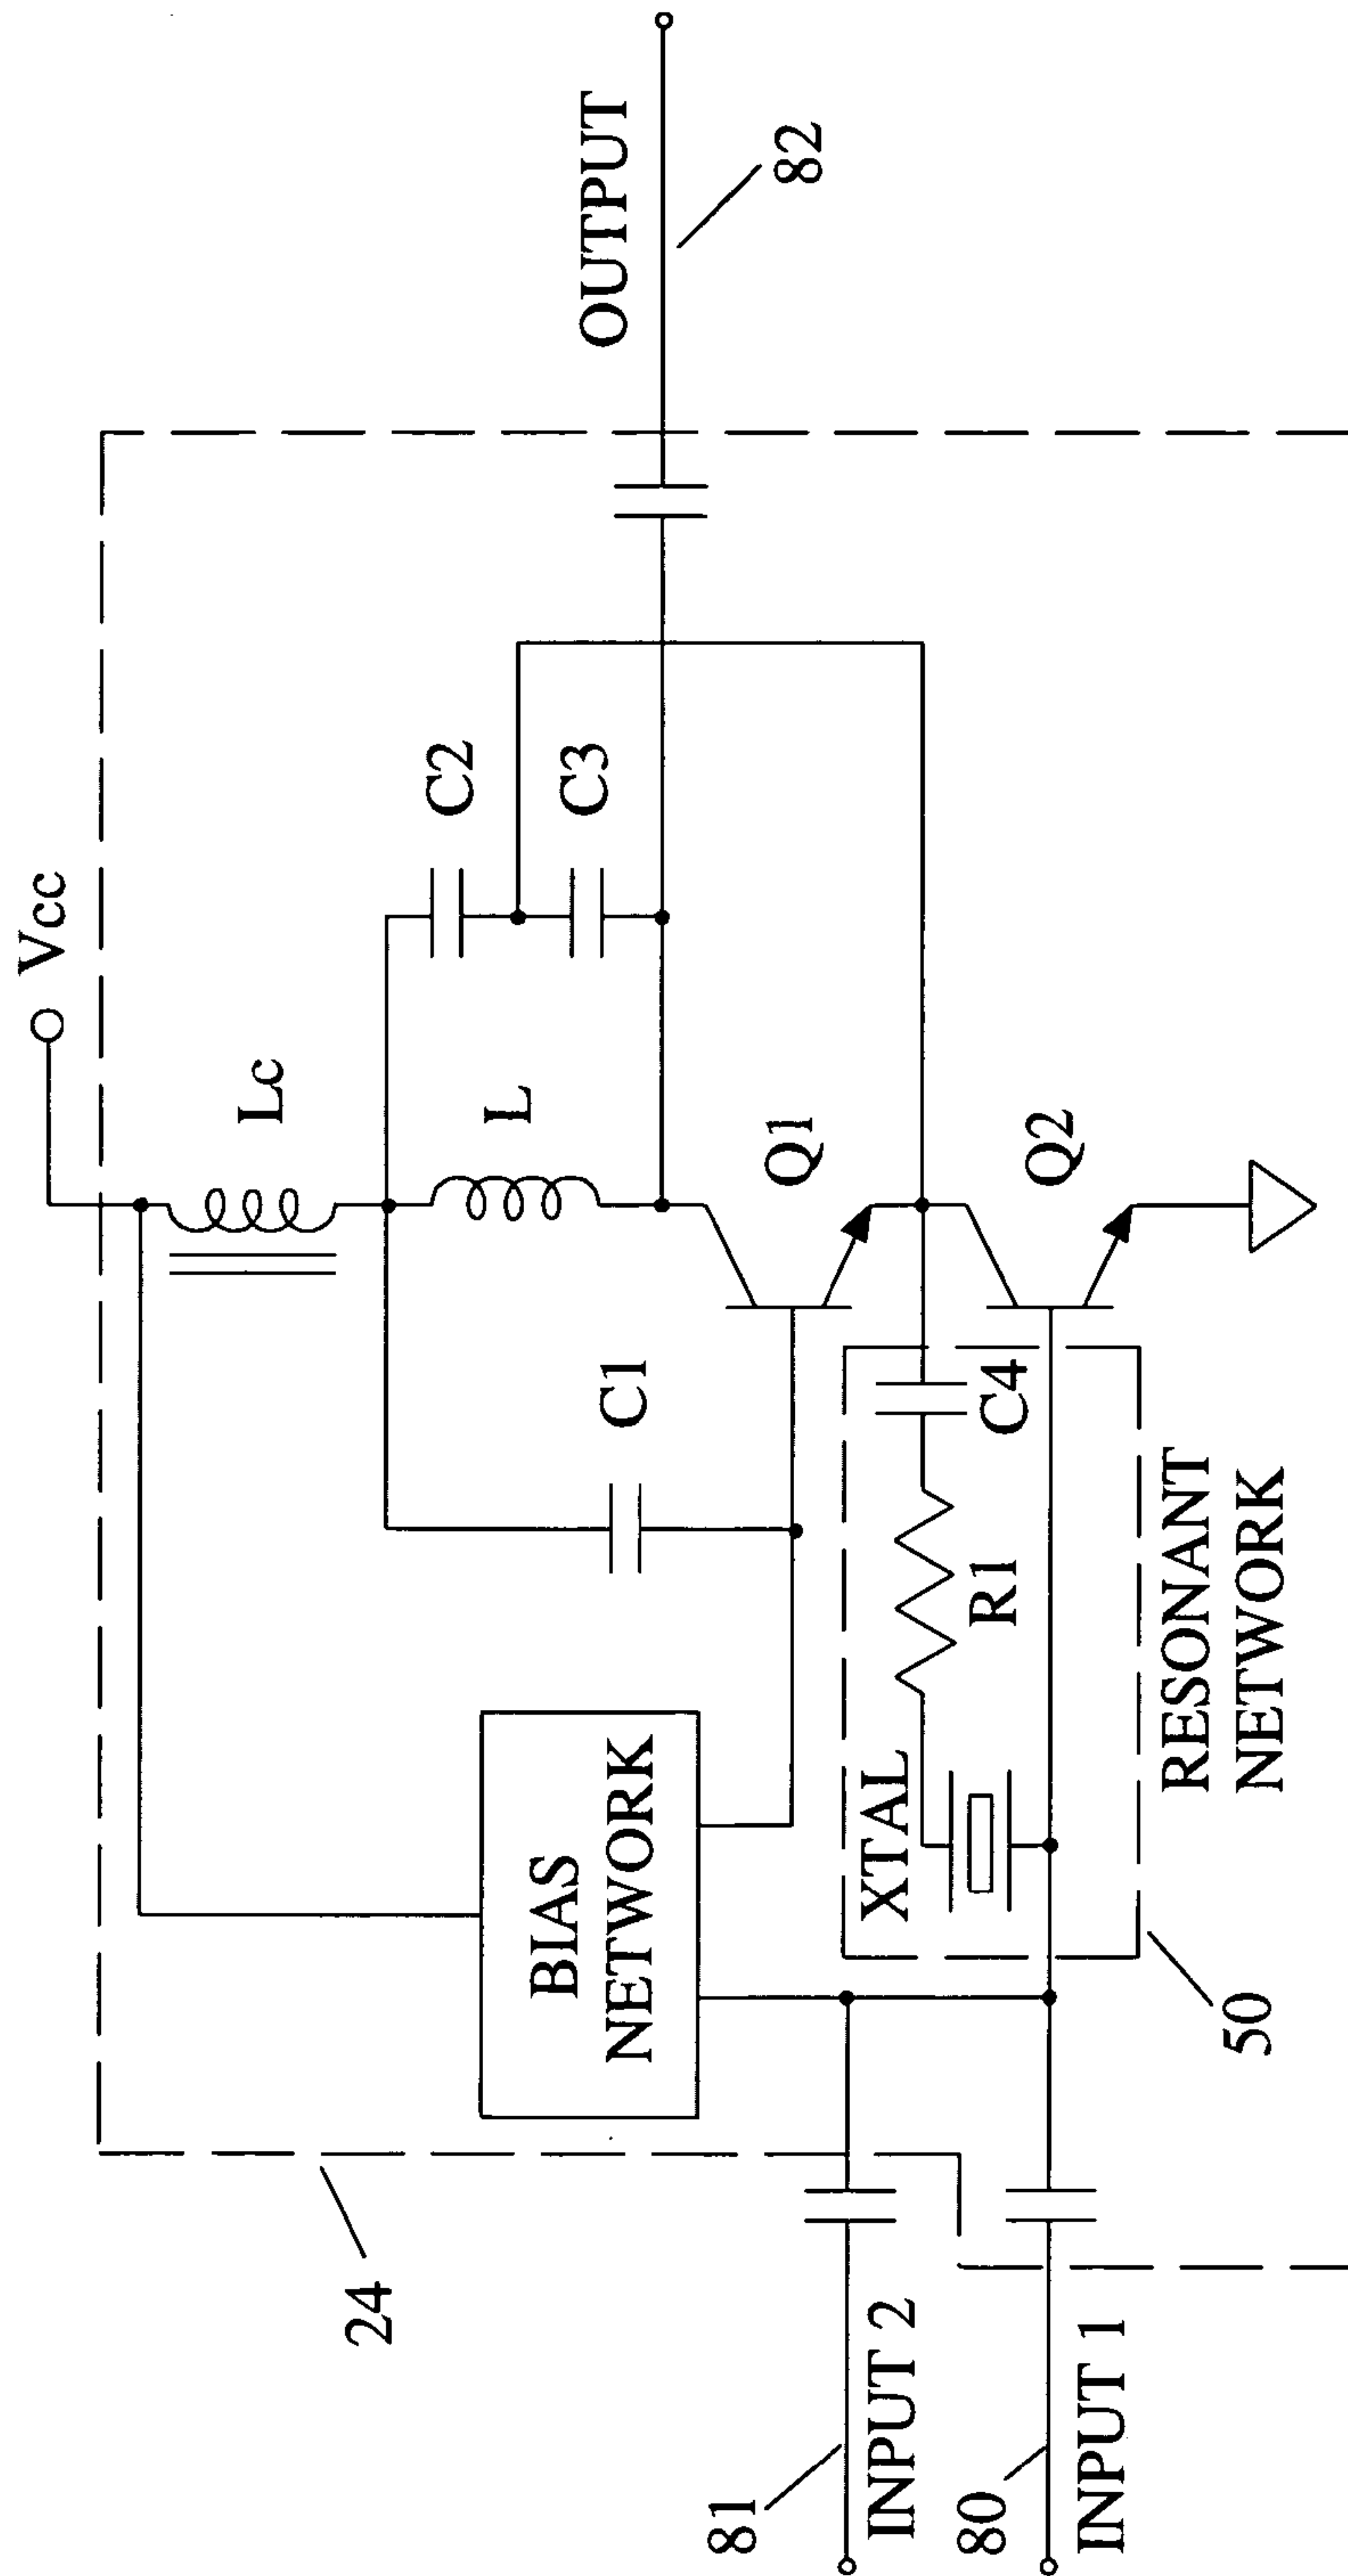 Vcc
24
Lc
C2
L
C3
OUTPUT
82
BIAS
NETWORK
C1
Q1
81
INPUT 2
XTAL
R1
C4
80
INPUT 1
Q2
50
RESONANT
NETWORK